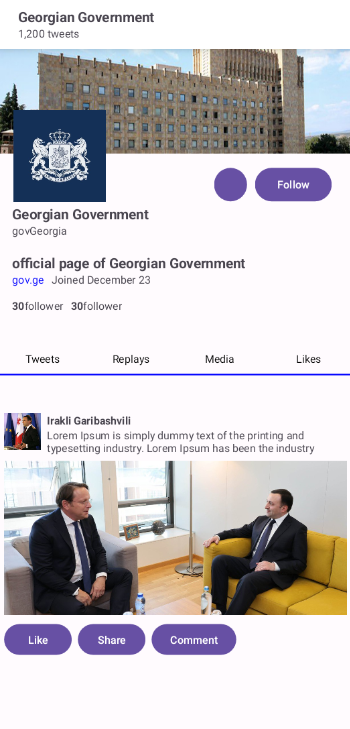 Georgian Government
1,200 tweets
Follow
Georgian Government
govGeorgia
official page of Georgian Government
gov.ge Joined December 23
30follower 30follower
Tweets Replays Media Likes
Irakli Garibashvili
Lorem Ipsum is simply dummy text of the printing and
typesetting industry. Lorem Ipsum has been the industry
Like Share Comment